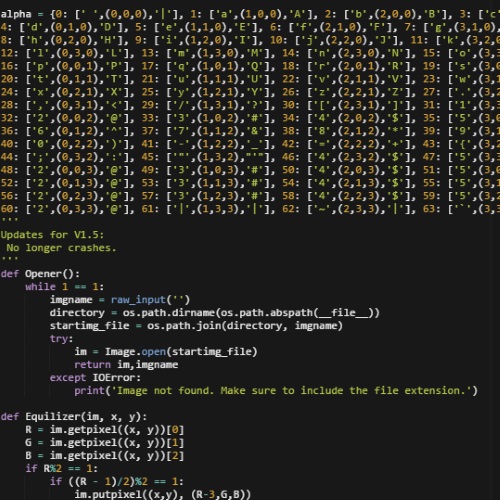 alpha = {0: [' ',(0,0,0),'|'], 1: ['a',(1,0,0),'A'], 2: ['b',(2,0,0),'B'], 3: ['c'
4: ['d',(0,1,0),'D'], 5: ['e',(1,1,0),'E'], 6: ['f',(2,1,0),'F'], 7: ['g',(3,1,0)
8: ['h',(0,2,0),'H'], 9: ['i',(1,2,0),'I'], 10: ['j',(2,2,0),'J'], 11: ['k',(3,2,
12: ['l',(0,3,0),'L'], 13: ['m',(1,3,0),'M'], 14: ['n',(2,3,0),'N'], 15: ['o',(3,
16: ['p',(0,0,1),'P'], 17: ['q',(1,0,1),'Q'], 18: ['r',(2,0,1),'R'], 19: ['s',(3,
20: ['t',(0,1,1),'T'], 21: ['u',(1,1,1),'U'], 22: ['v',(2,1,1),'V'], 23: ['w',(3,
24: ['x',(0,2,1),'X'], 25: ['y',(1,2,1),'Y'], 26: ['z',(2,2,1),'Z'], 27: ['.',(3,2
28: [',',(0,3,1),'<'], 29: ['/',(1,3,1),'?'], 30: ['[',(2,3,1),']'], 31: ['1',(3,
32: ['2',(0,0,2),'@'], 33: ['3',(1,0,2),'#'], 34: ['4',(2,0,2),'$'], 35: ['5',(3,
36: ['6',(0,1,2),'^'], 37: ['7',(1,1,2),'&'], 38: ['8',(2,1,2),'*'], 39: ['9',(3,
40: ['0',(0,2,2),')'], 41: ['-',(1,2,2),'_'], 42: ['=',(2,2,2),'+'], 43: ['{',(3,
44: [';',(0,3,2),':'], 45: ['"',(1,3,2),'"'], 46: ['4',(2,3,2),'$'], 47: ['5',(3,
48: ['2',(0,0,3),'@'], 49: ['3',(1,0,3),'#'], 50: ['4',(2,0,3),'$'], 51: ['5',(3,
52: ['2',(0,1,3),'@'], 53: ['3',(1,1,3),'#'], 54: ['4',(2,1,3),'$'], 55: ['5',(3,
56: ['2',(0,2,3),'@'], 57: ['3',(1,2,3),'#'], 58: ['4',(2,2,3),'$'], 59: ['5',(3,
60: ['2',(0,3,3),'@'], 61: ['|',(1,3,3),'|'], 62: ['~',(2,3,3),'|'], 63: ['`',(3,3
'''
Updates for V1.5:
No longer crashes.
'''
def Opener():
while 1 == 1:
imgname = raw_input('')
directory = os.path.dirname(os.path.abspath(__file__))
startimg_file = os.path.join(directory, imgname)
try:
im = Image.open(startimg_file)
return im,imgname
except IOError:
print('Image not found. Make sure to include the file extension.')
def Equilizer(im, x, y):
R = im.getpixel((x, y))[0]
G = im.getpixel((x, y))[1]
B = im.getpixel((x, y))[2]
if R%2 == 1:
if ((R - 1)/2)%2 == 1:
im.putpixel((x,y), (R-3,G,B))